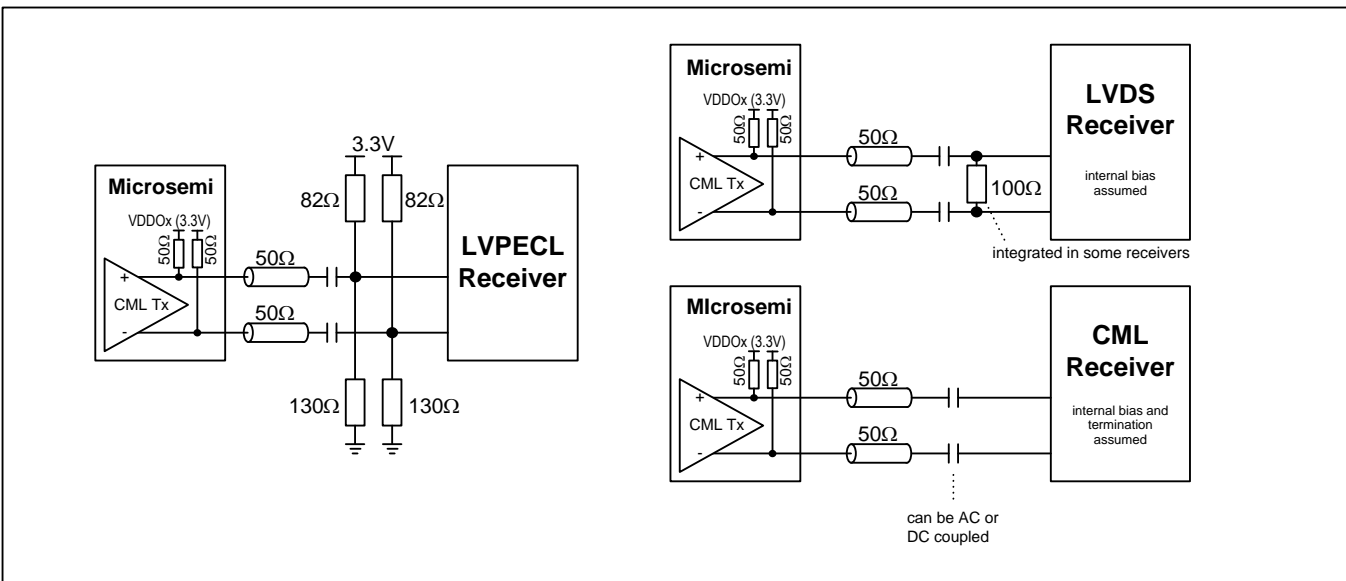 3.3V
Microsemi
82Ω
82Ω
VDDOx (3.3V)
50Ω
50Ω
LVPECL
Receiver
50Ω
+
CML Tx
50Ω
-
130Ω
130Ω
Microsemi
LVDS
Receiver
VDDOx (3.3V)
50Ω
50Ω
50Ω
+
CML Tx
internal bias
assumed
100Ω
50Ω
-
integrated in some receivers
MIcrosemi
CML
Receiver
VDDOx (3.3V)
50Ω
50Ω
50Ω
+
CML Tx
internal bias and
termination
assumed
50Ω
-
can be AC or
DC coupled